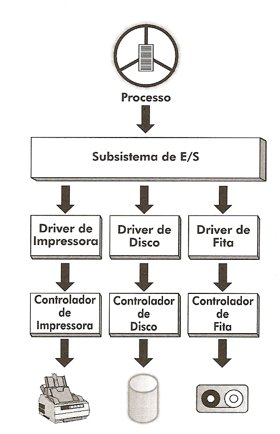 Processo
Subsistema de E/S
Driver de
Impressora
Driver de
Disco
Driver de
Fita
Controlador
de
Impressora
Controlador
de
Disco
Controlador
de
Fita